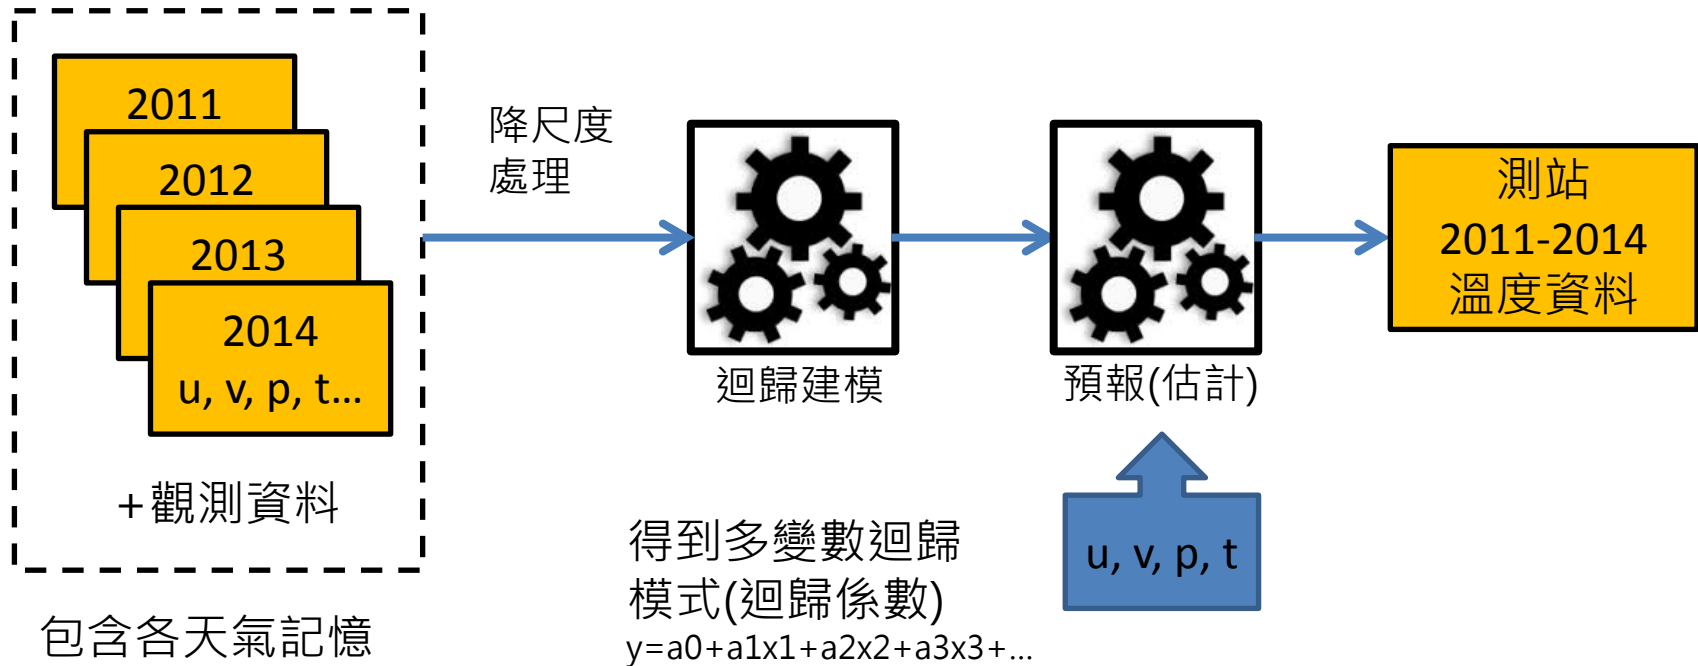 2011
2012
2013
2014
u, v, p, t...
+觀測資料
包含各天氣記憶
降尺度
處理
迴歸建模
得到多變數迴歸
模式(迴歸係數)
y=a0+a1x1+a2x2+a3x3+...
預報(估計)
u, v, p, t
測站
2011-2014
溫度資料